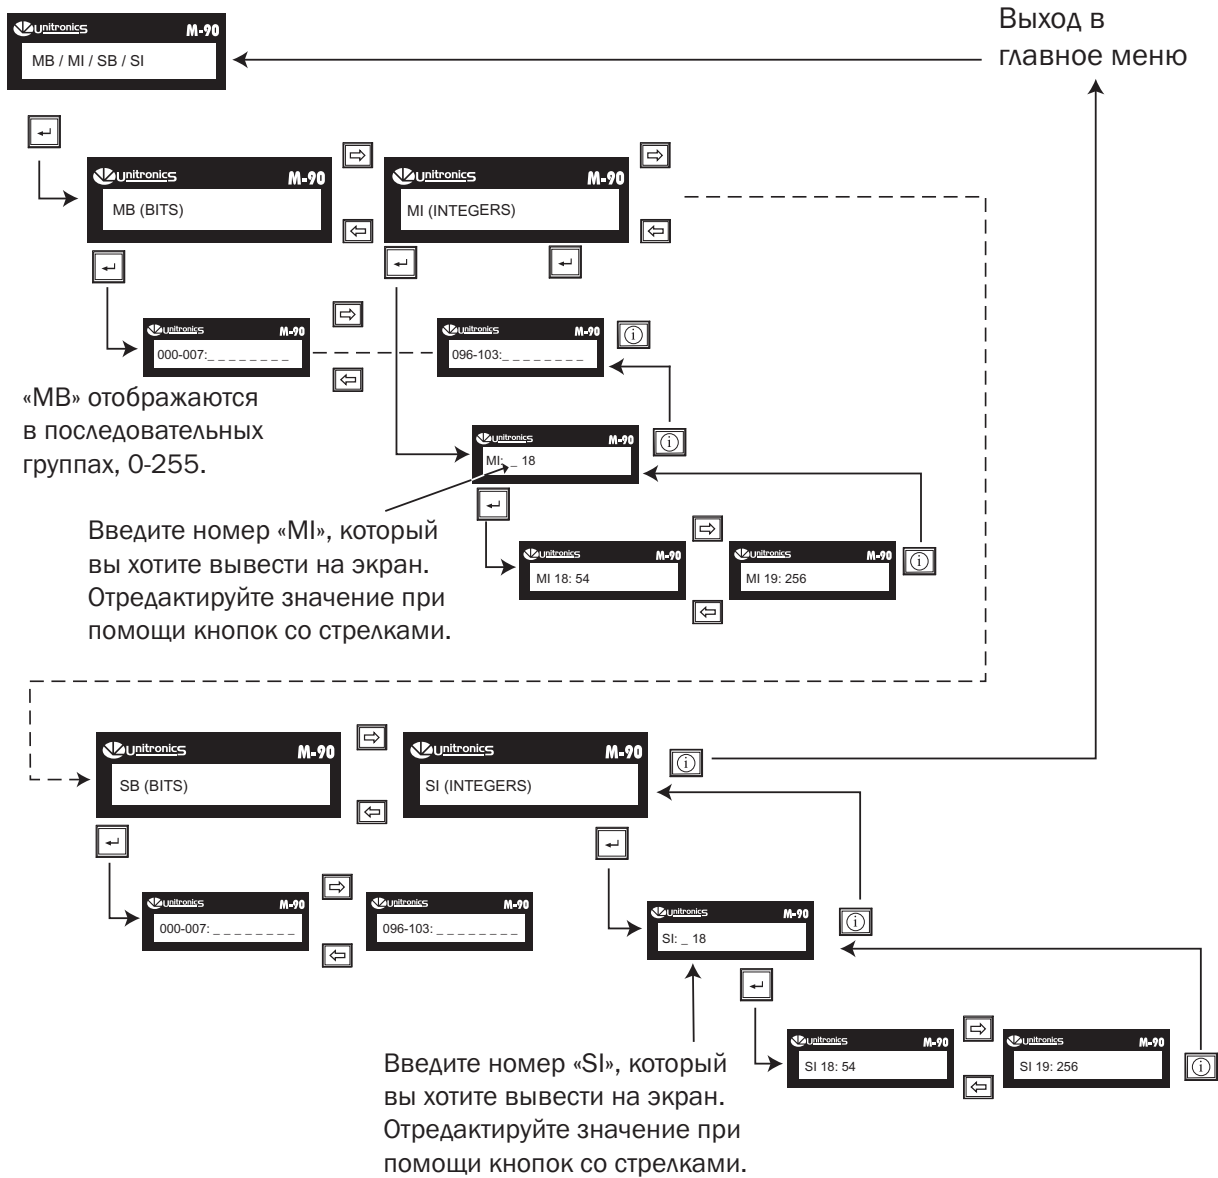 Выход в
главное меню
Unitronics M-90
MB / MI / SB / SI
Unitronics M-90
MB (BITS)
Unitronics M-90
MI (INTEGERS)
Unitronics M-90
000-007:_ _ _ _ _ _ _ _
Unitronics M-90
096-103:_ _ _ _ _ _ _ _
«MB» отображаются
в последовательных
группах, 0-255.
Unitronics M-90
MI: _ 18
Введите номер «MI», который
вы хотите вывести на экран.
Отредактируйте значение при
помощи кнопок со стрелками.
Unitronics M-90
MI 18: 54
Unitronics M-90
MI 19: 256
Unitronics M-90
SB (BITS)
Unitronics M-90
SI (INTEGERS)
Unitronics M-90
000-007: _ _ _ _ _ _ _ _
Unitronics M-90
096-103: _ _ _ _ _ _ _ _
Unitronics M-90
SI: _ 18
Unitronics M-90
SI 18: 54
Unitronics M-90
SI 19: 256
Введите номер «SI», который
вы хотите вывести на экран.
Отредактируйте значение при
помощи кнопок со стрелками.